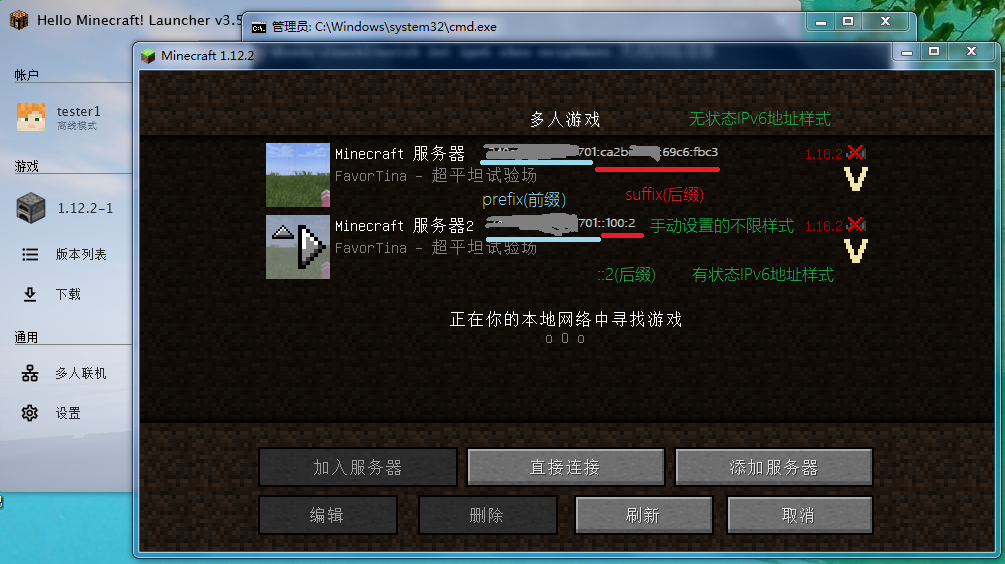 Hello Minecraft! Launcher v3.5
管理员: C:\Windows\system32\cmd.exe
Minecraft 1.12.2
帐户
tester1
离线模式
游戏
1.12.2-1
版本列表
下载
通用
多人联机
设置
多人游戏
无状态IPv6地址样式
Minecraft 服务器
701:ca2b
:69c6:fbc3
1.18.2
FavorTina - 超平坦试验场
prefix(前缀)
suffix(后缀)
Minecraft 服务器2
701::100:2
手动设置的不限样式
1.18.2
FavorTina - 超平坦试验场
::2(后缀)
有状态IPv6地址样式
正在你的本地网络中寻找游戏
o O o
加入服务器
直接连接
添加服务器
编辑
删除
刷新
取消